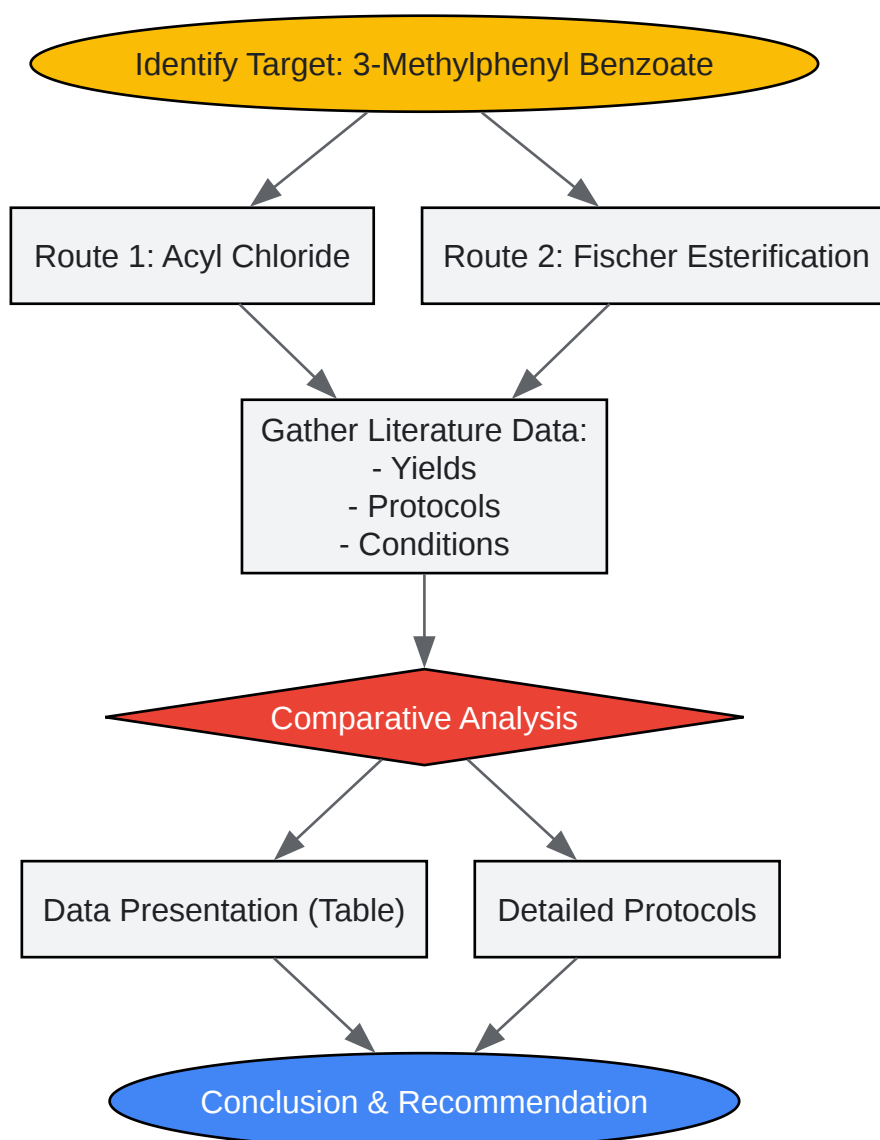 Identify Target: 3-Methylphenyl Benzoate
Route 1: Acyl Chloride
Route 2: Fischer Esterification
Gather Literature Data:
- Yields
- Protocols
- Conditions
Comparative Analysis
Data Presentation (Table)
Detailed Protocols
Conclusion & Recommendation